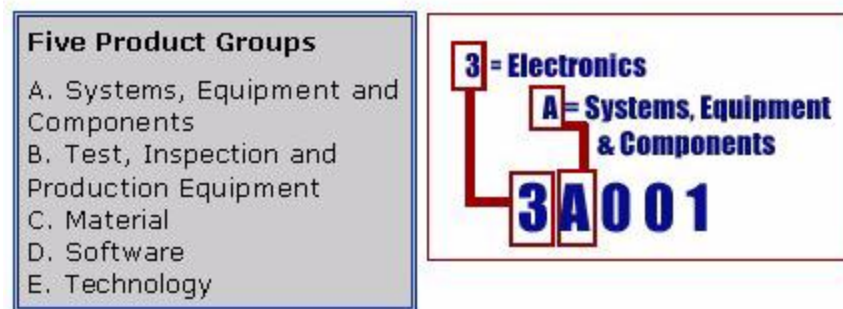 Five Product Groups
A. Systems, Equipment and
Components
B. Test, Inspection and
Production Equipment
C. Material
D. Software
E. Technology
3 = Electronics
A = Systems, Equipment
& Components
3A001